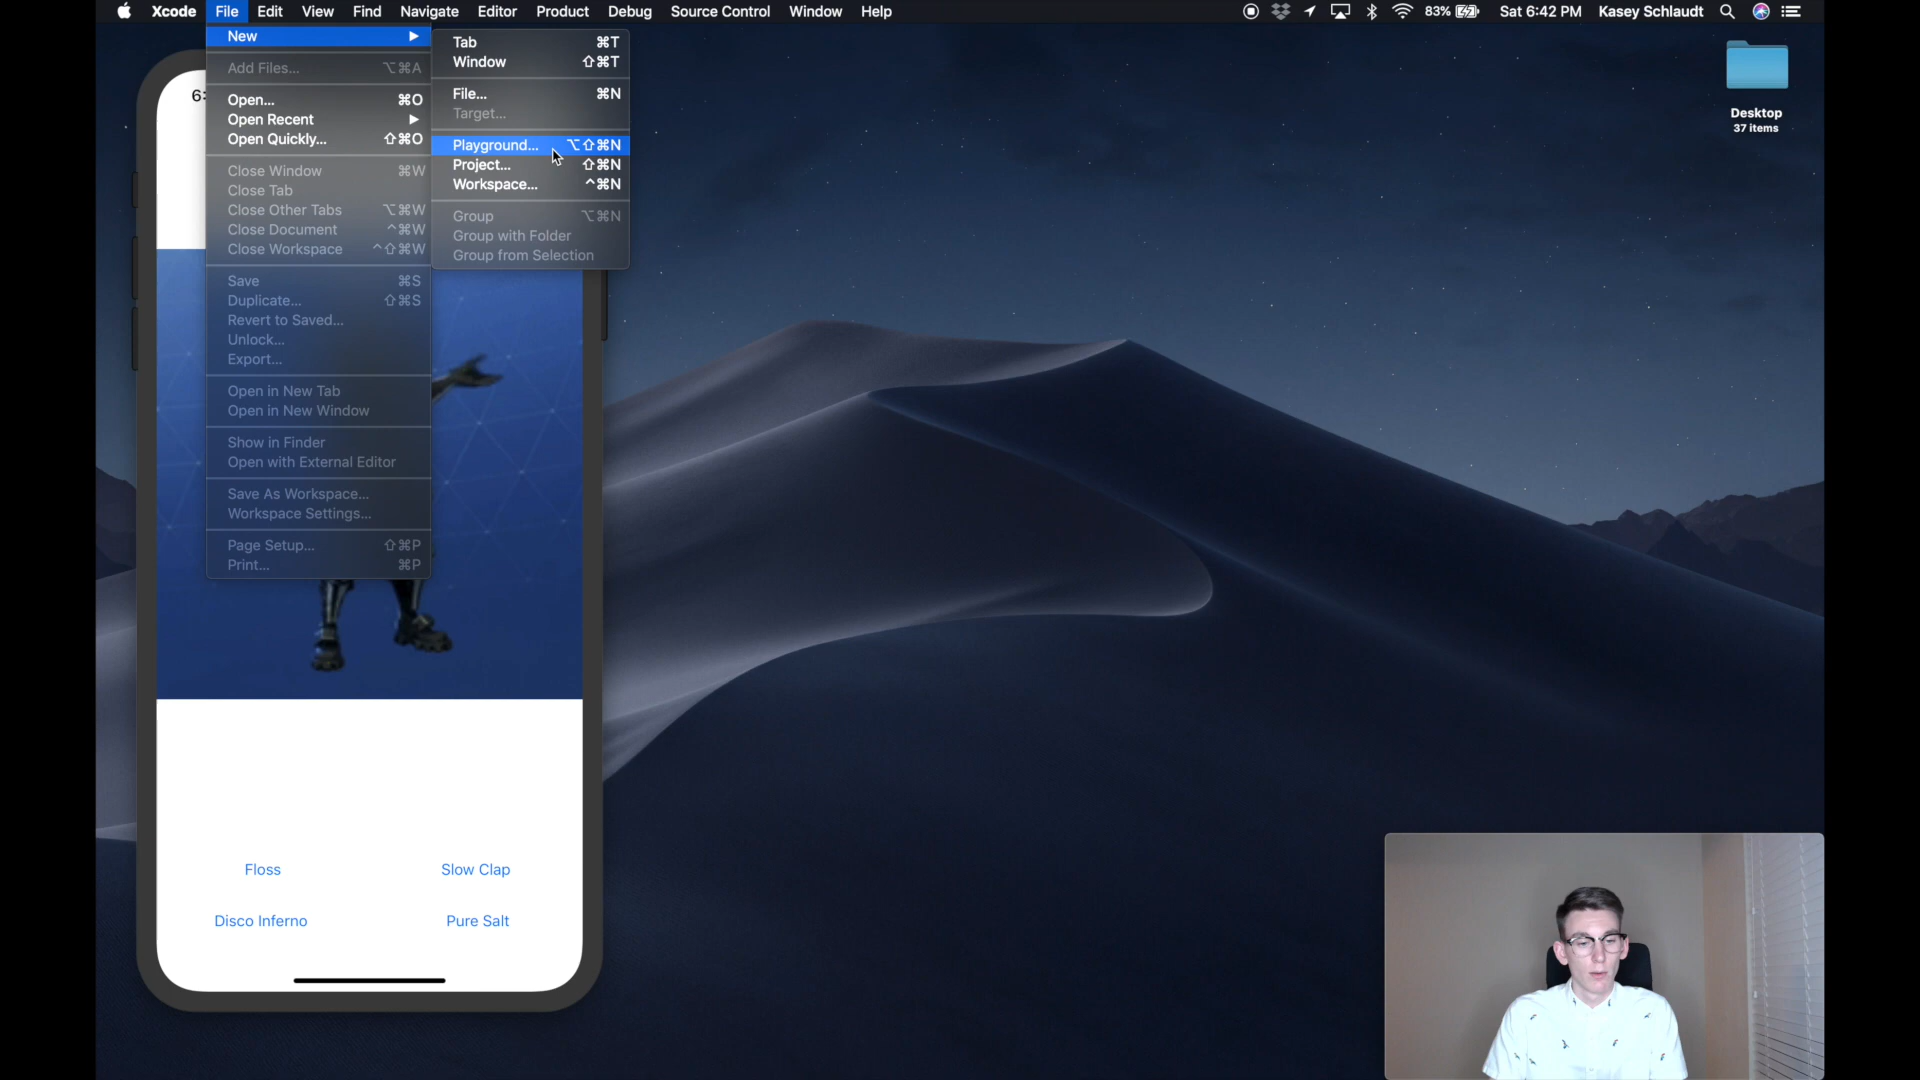 Xcode File Edit View Find Navigate Editor Product Debug Source Control Window Help 83% Sat 6:42 PM Kasey Schlaudt
New
Add Files... ⌥⌘A
Open... ⌘O
Open Recent
Open Quickly... ⇧⌘O
Close Window ⌘W
Close Tab
Close Other Tabs ⌥⌘W
Close Document ^⌘W
Close Workspace ^⇧⌘W
Save ⌘S
Duplicate... ⇧⌘S
Revert to Saved...
Unlock...
Export...
Open in New Tab
Open in New Window
Show in Finder
Open with External Editor
Save As Workspace...
Workspace Settings...
Page Setup... ⇧⌘P
Print... ⌘P
Tab ⌘T
Window ⇧⌘T
File... ⌘N
Target...
Playground... ⌥⇧⌘N
Project... ⇧⌘N
Workspace... ^⌘N
Group ⌥⌘N
Group with Folder
Group from Selection
6:
Desktop
37 items
Floss Slow Clap
Disco Inferno Pure Salt